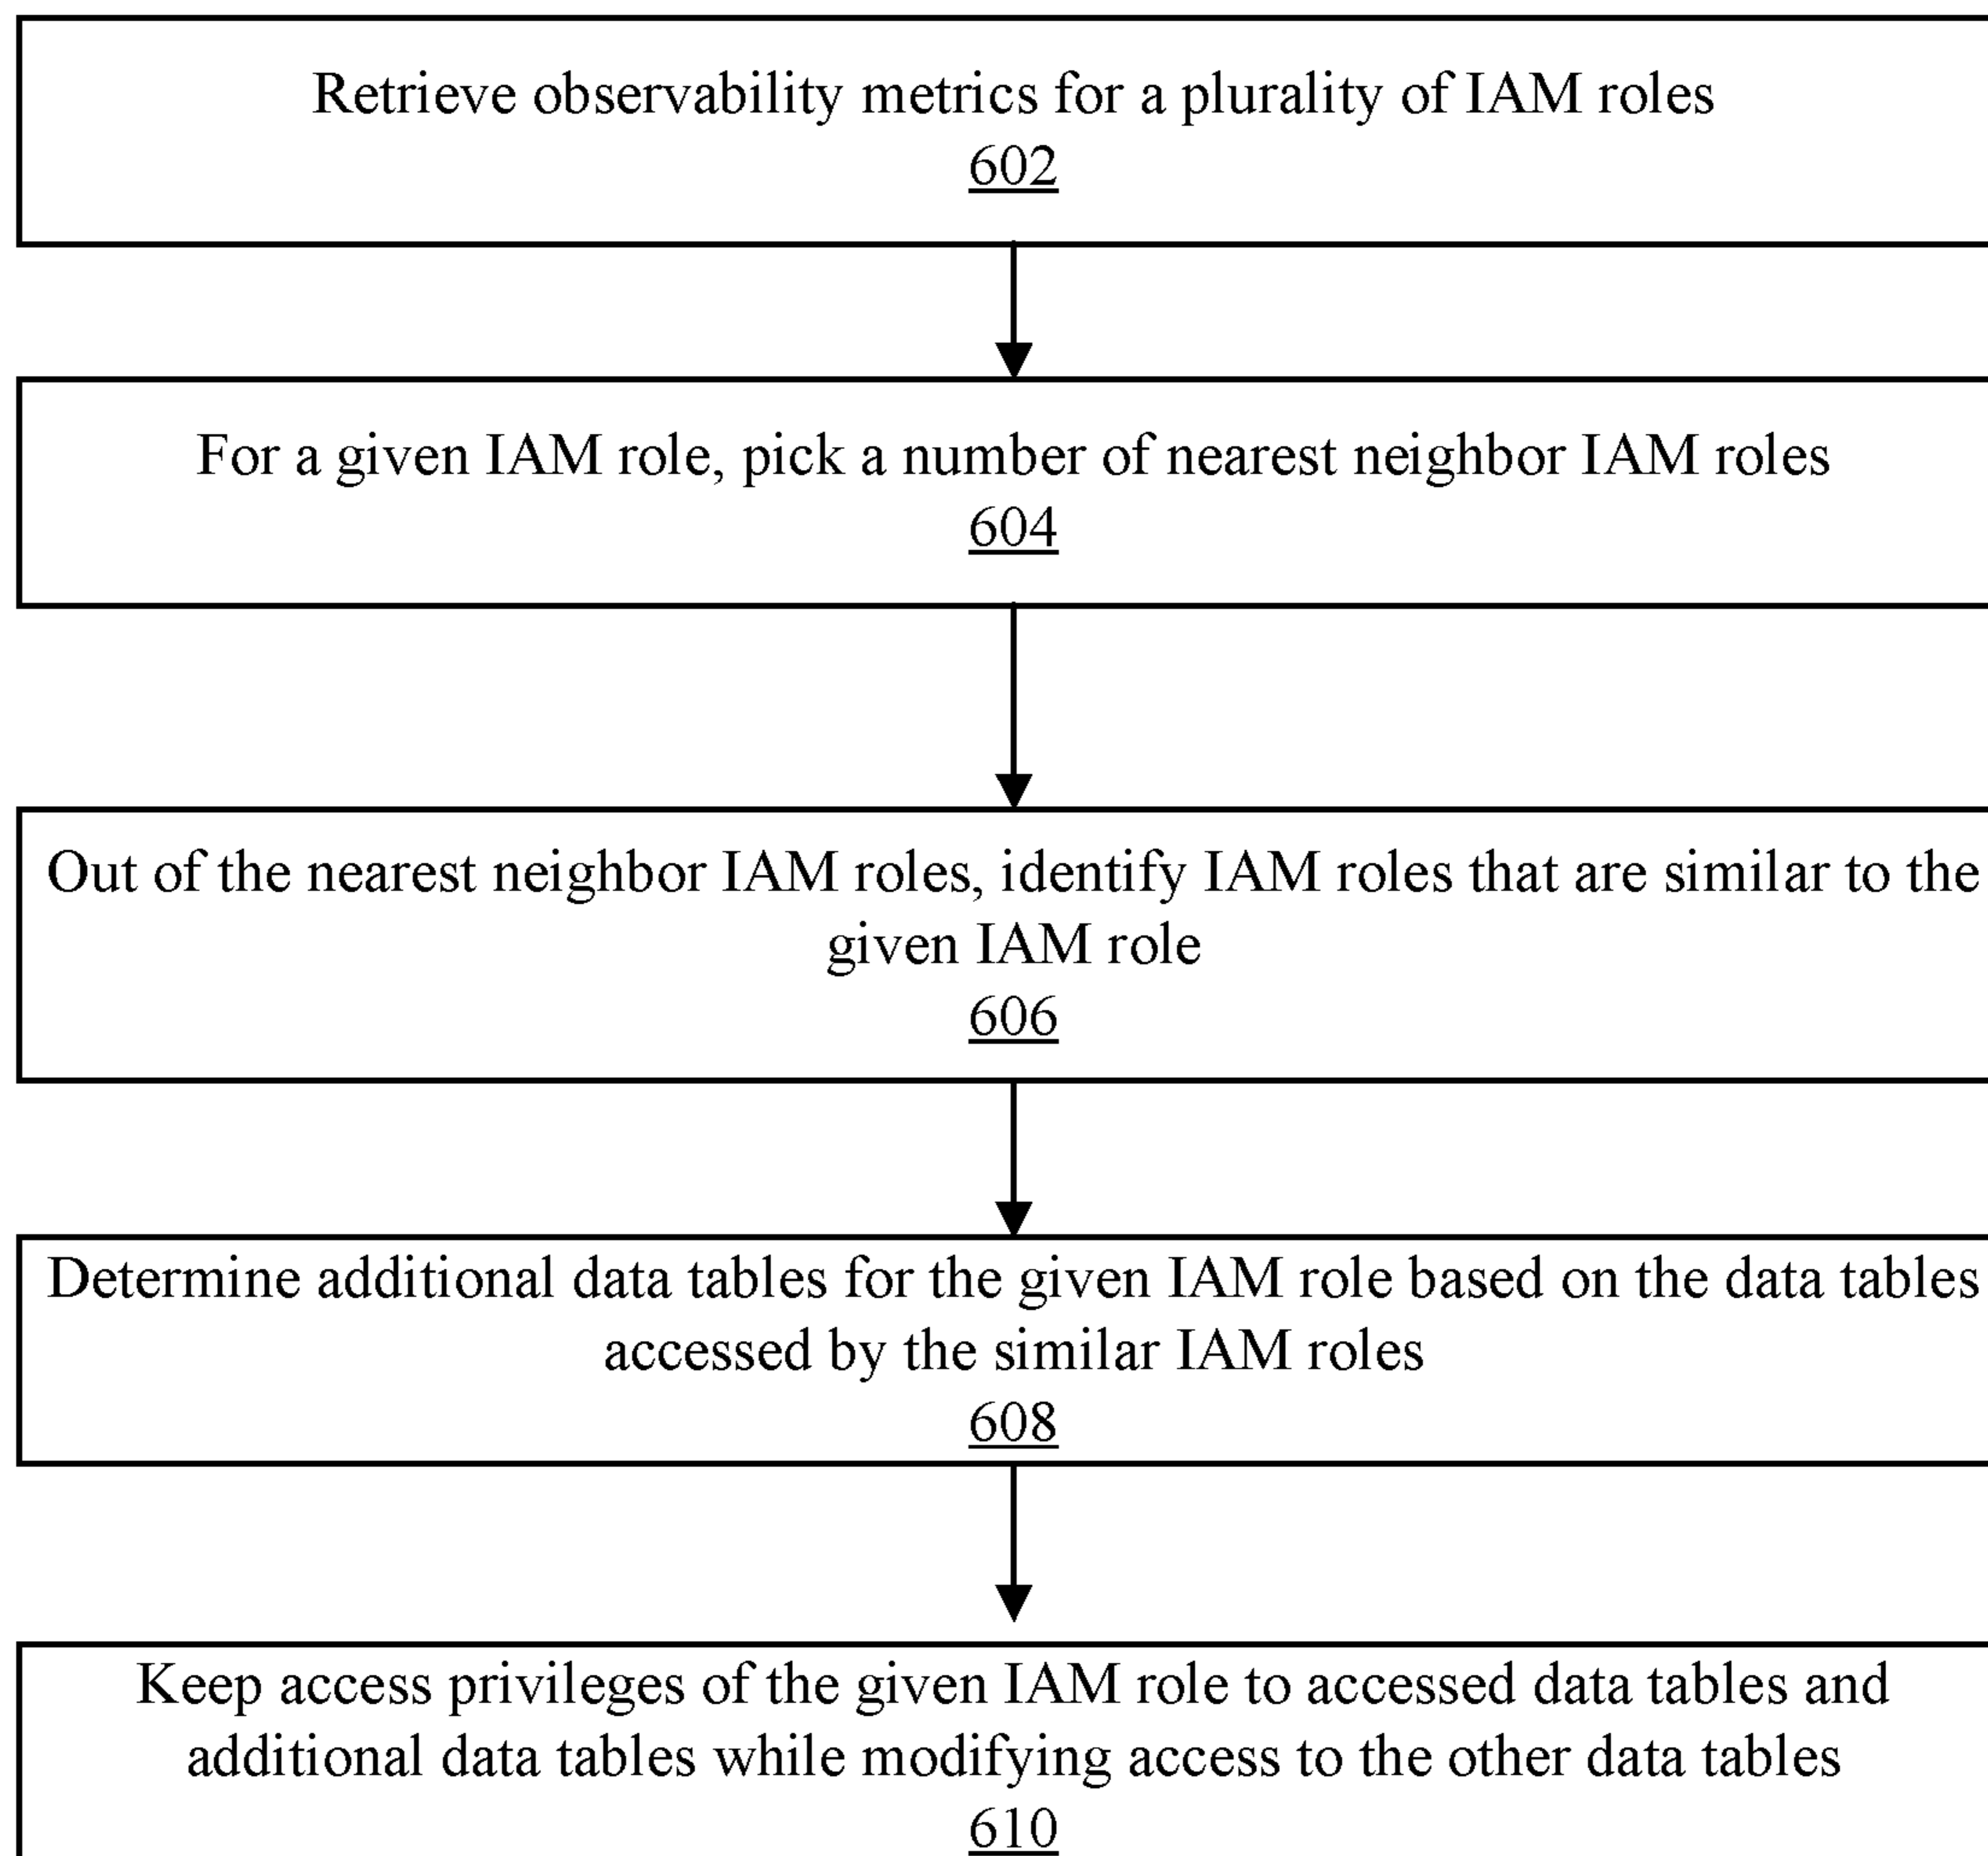 Retrieve observability metrics for a plurality of IAM roles
602
For a given IAM role, pick a number of nearest neighbor IAM roles
604
Out of the nearest neighbor IAM roles, identify IAM roles that are similar to the
given IAM role
606
Determine additional data tables for the given IAM role based on the data tables
accessed by the similar IAM roles
608
Keep access privileges of the given IAM role to accessed data tables and
additional data tables while modifying access to the other data tables
610